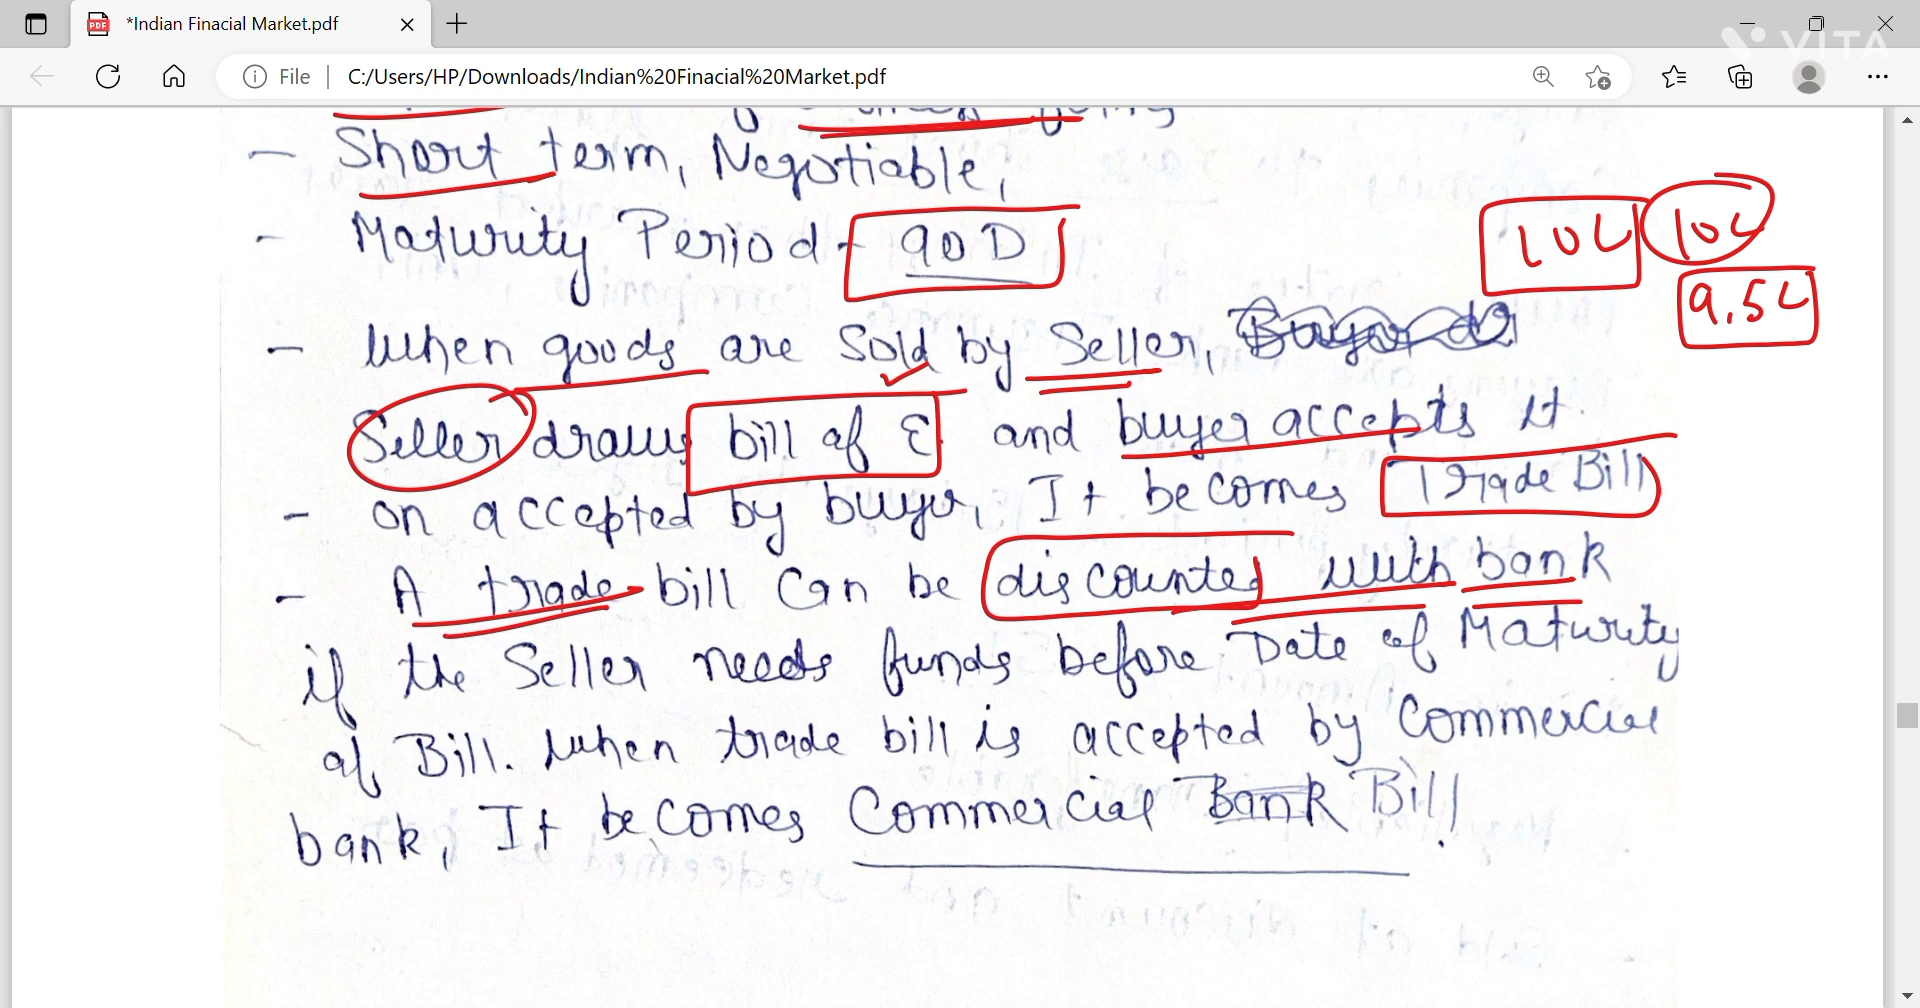 *Indian Finacial Market.pdf
VITA
File | C:/Users/HP/Downloads/Indian%20Finacial%20Market.pdf
- Short term, Negotiable,
- Maturity Period - 90D
10L 10L
9.5L
- When goods are sold by Seller,
Seller draws bill of E and buyer accepts it.
- on accepted by buyer, It becomes Trade Bill
- A trade bill can be discounted with bank
if the Seller needs funds before Date of Maturity
of Bill. When trade bill is accepted by Commercial
bank, It becomes Commercial Bank Bill.